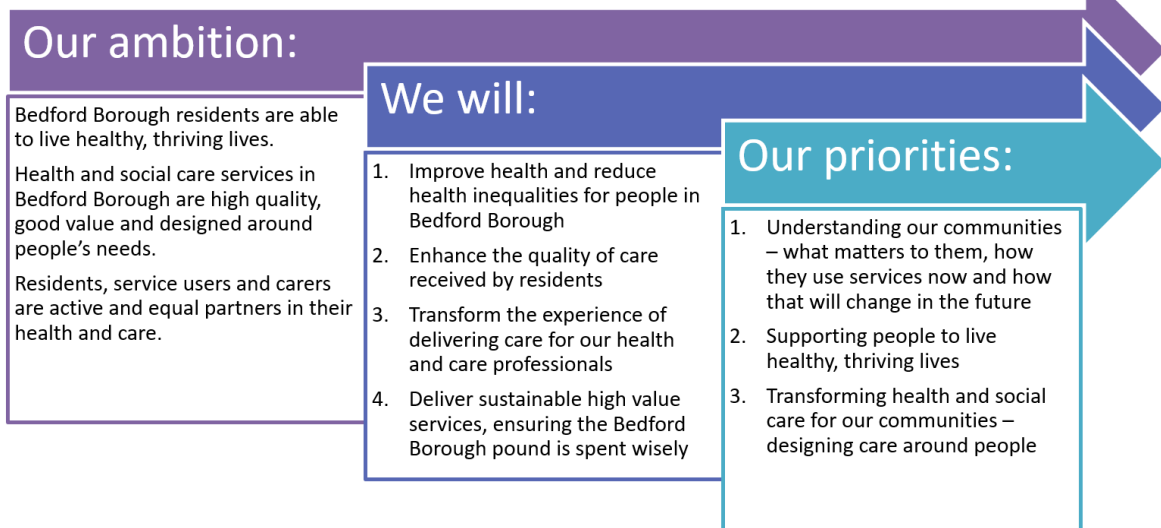 Our ambition:
Bedford Borough residents are able
to live healthy, thriving lives.
Health and social care services in
Bedford Borough are high quality,
good value and designed around
people’s needs.
Residents, service users and carers
are active and equal partners in their
health and care.
We will:
1. Improve health and reduce
health inequalities for people in
Bedford Borough
2. Enhance the quality of care
received by residents
3. Transform the experience of
delivering care for our health
and care professionals
4. Deliver sustainable high value
services, ensuring the Bedford
Borough pound is spent wisely
Our priorities:
1. Understanding our communities
– what matters to them, how
they use services now and how
that will change in the future
2. Supporting people to live
healthy, thriving lives
3. Transforming health and social
care for our communities –
designing care around people